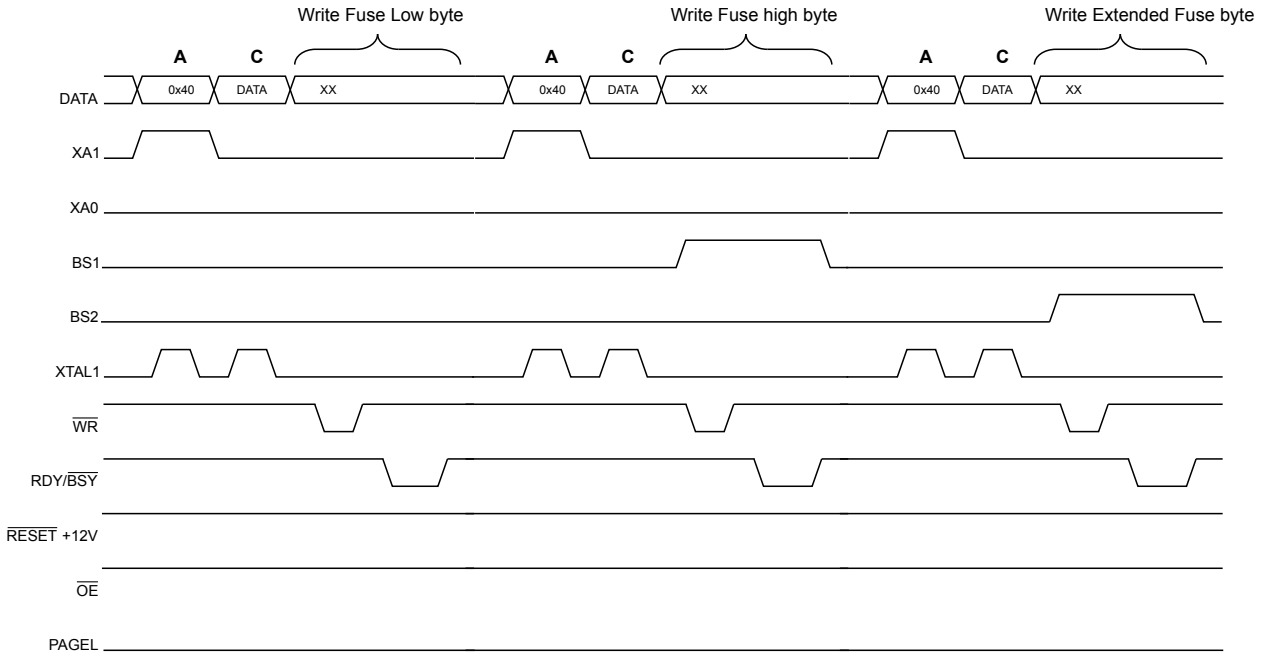 Write Fuse Low byte Write Fuse high byte Write Extended Fuse byte
A C A C A C
DATA 0x40 DATA XX 0x40 DATA XX 0x40 DATA XX
XA1
XA0
BS1
BS2
XTAL1
WR
RDY/BSY
RESET +12V
OE
PAGEL